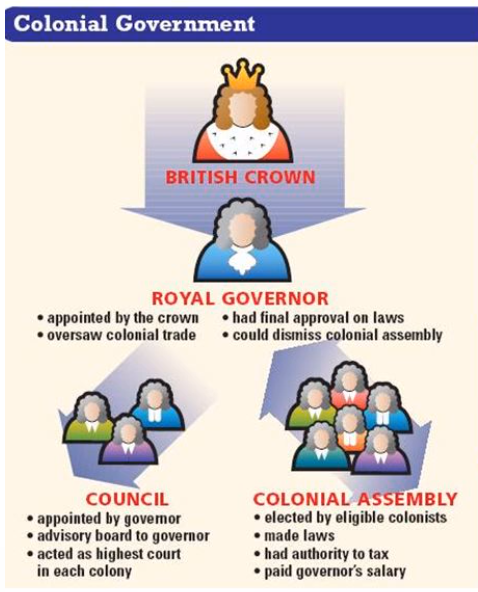 Colonial Government
BRITISH CROWN
ROYAL GOVERNOR
• appointed by the crown
• oversaw colonial trade
• had final approval on laws
• could dismiss colonial assembly
COUNCIL
• appointed by governor
• advisory board to governor
• acted as highest court
in each colony
COLONIAL ASSEMBLY
• elected by eligible colonists
• made laws
• had authority to tax
• paid governor's salary